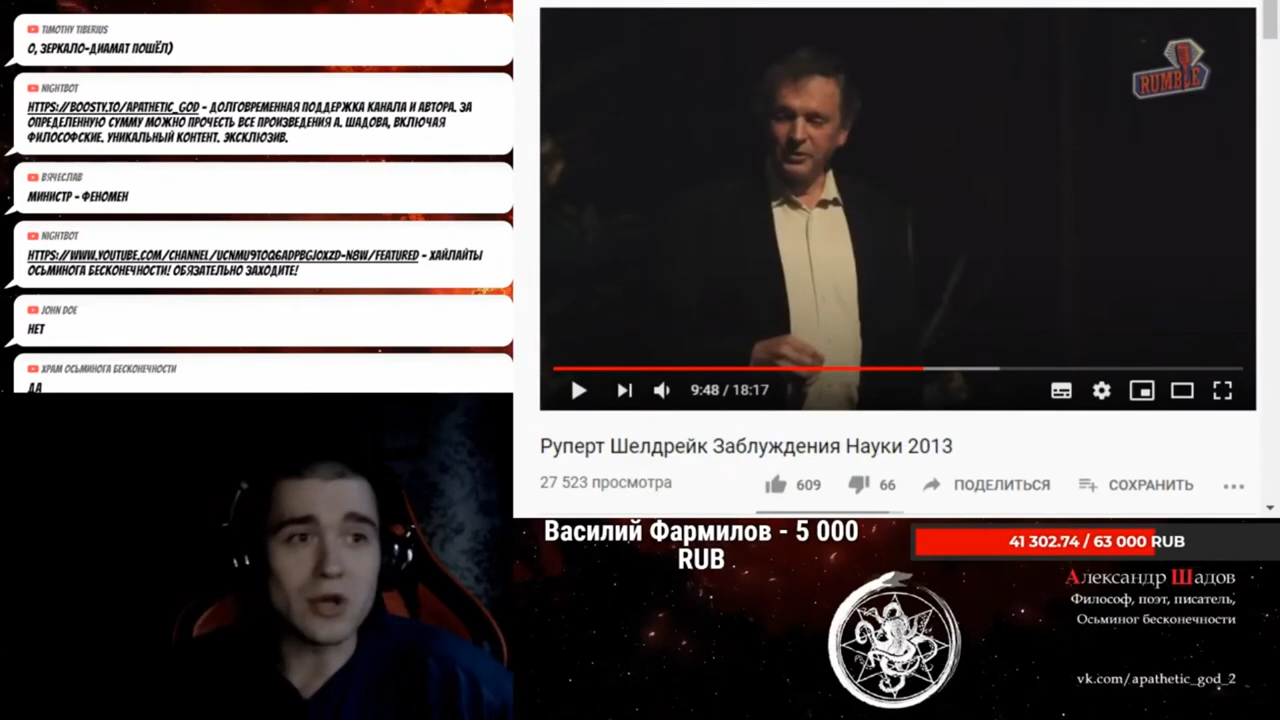 TIMOTHY TIBERIUS
О, ЗЕРКАЛО-ДИАМАТ ПОШЁЛ)
NIGHTBOT
HTTPS://BOOSTY.TO/APATHETIC_GOD - ДОЛГОВРЕМЕННАЯ ПОДДЕРЖКА КАНАЛА И АВТОРА. ЗА
ОПРЕДЕЛЕННУЮ СУММУ МОЖНО ПРОЧЕСТЬ ВСЕ ПРОИЗВЕДЕНИЯ А. ШАДОВА, ВКЛЮЧАЯ
ФИЛОСОФСКИЕ. УНИКАЛЬНЫЙ КОНТЕНТ. ЭКСКЛЮЗИВ.
ВЯЧЕСЛАВ
МИНИСТР - ФЕНОМЕН
NIGHTBOT
- ХАЙЛАЙТЫ
ОСЬМИНОГА БЕСКОНЕЧНОСТИ! ОБЯЗАТЕЛЬНО ЗАХОДИТЕ!
JOHN DOE
НЕТ
ХРАМ ОСЬМИНОГА БЕСКОНЕЧНОСТИ
ДА
RUMBLE
9:48 / 18:17
Руперт Шелдрейк Заблуждения Науки 2013
27 523 просмотра
609
66
ПОДЕЛИТЬСЯ
СОХРАНИТЬ
Василий Фармилов - 5 000
RUB
41 302.74 / 63 000 RUB
Александр Шадов
Философ, поэт, писатель,
Осьминог бесконечности
vk.com/apathetic_god_2